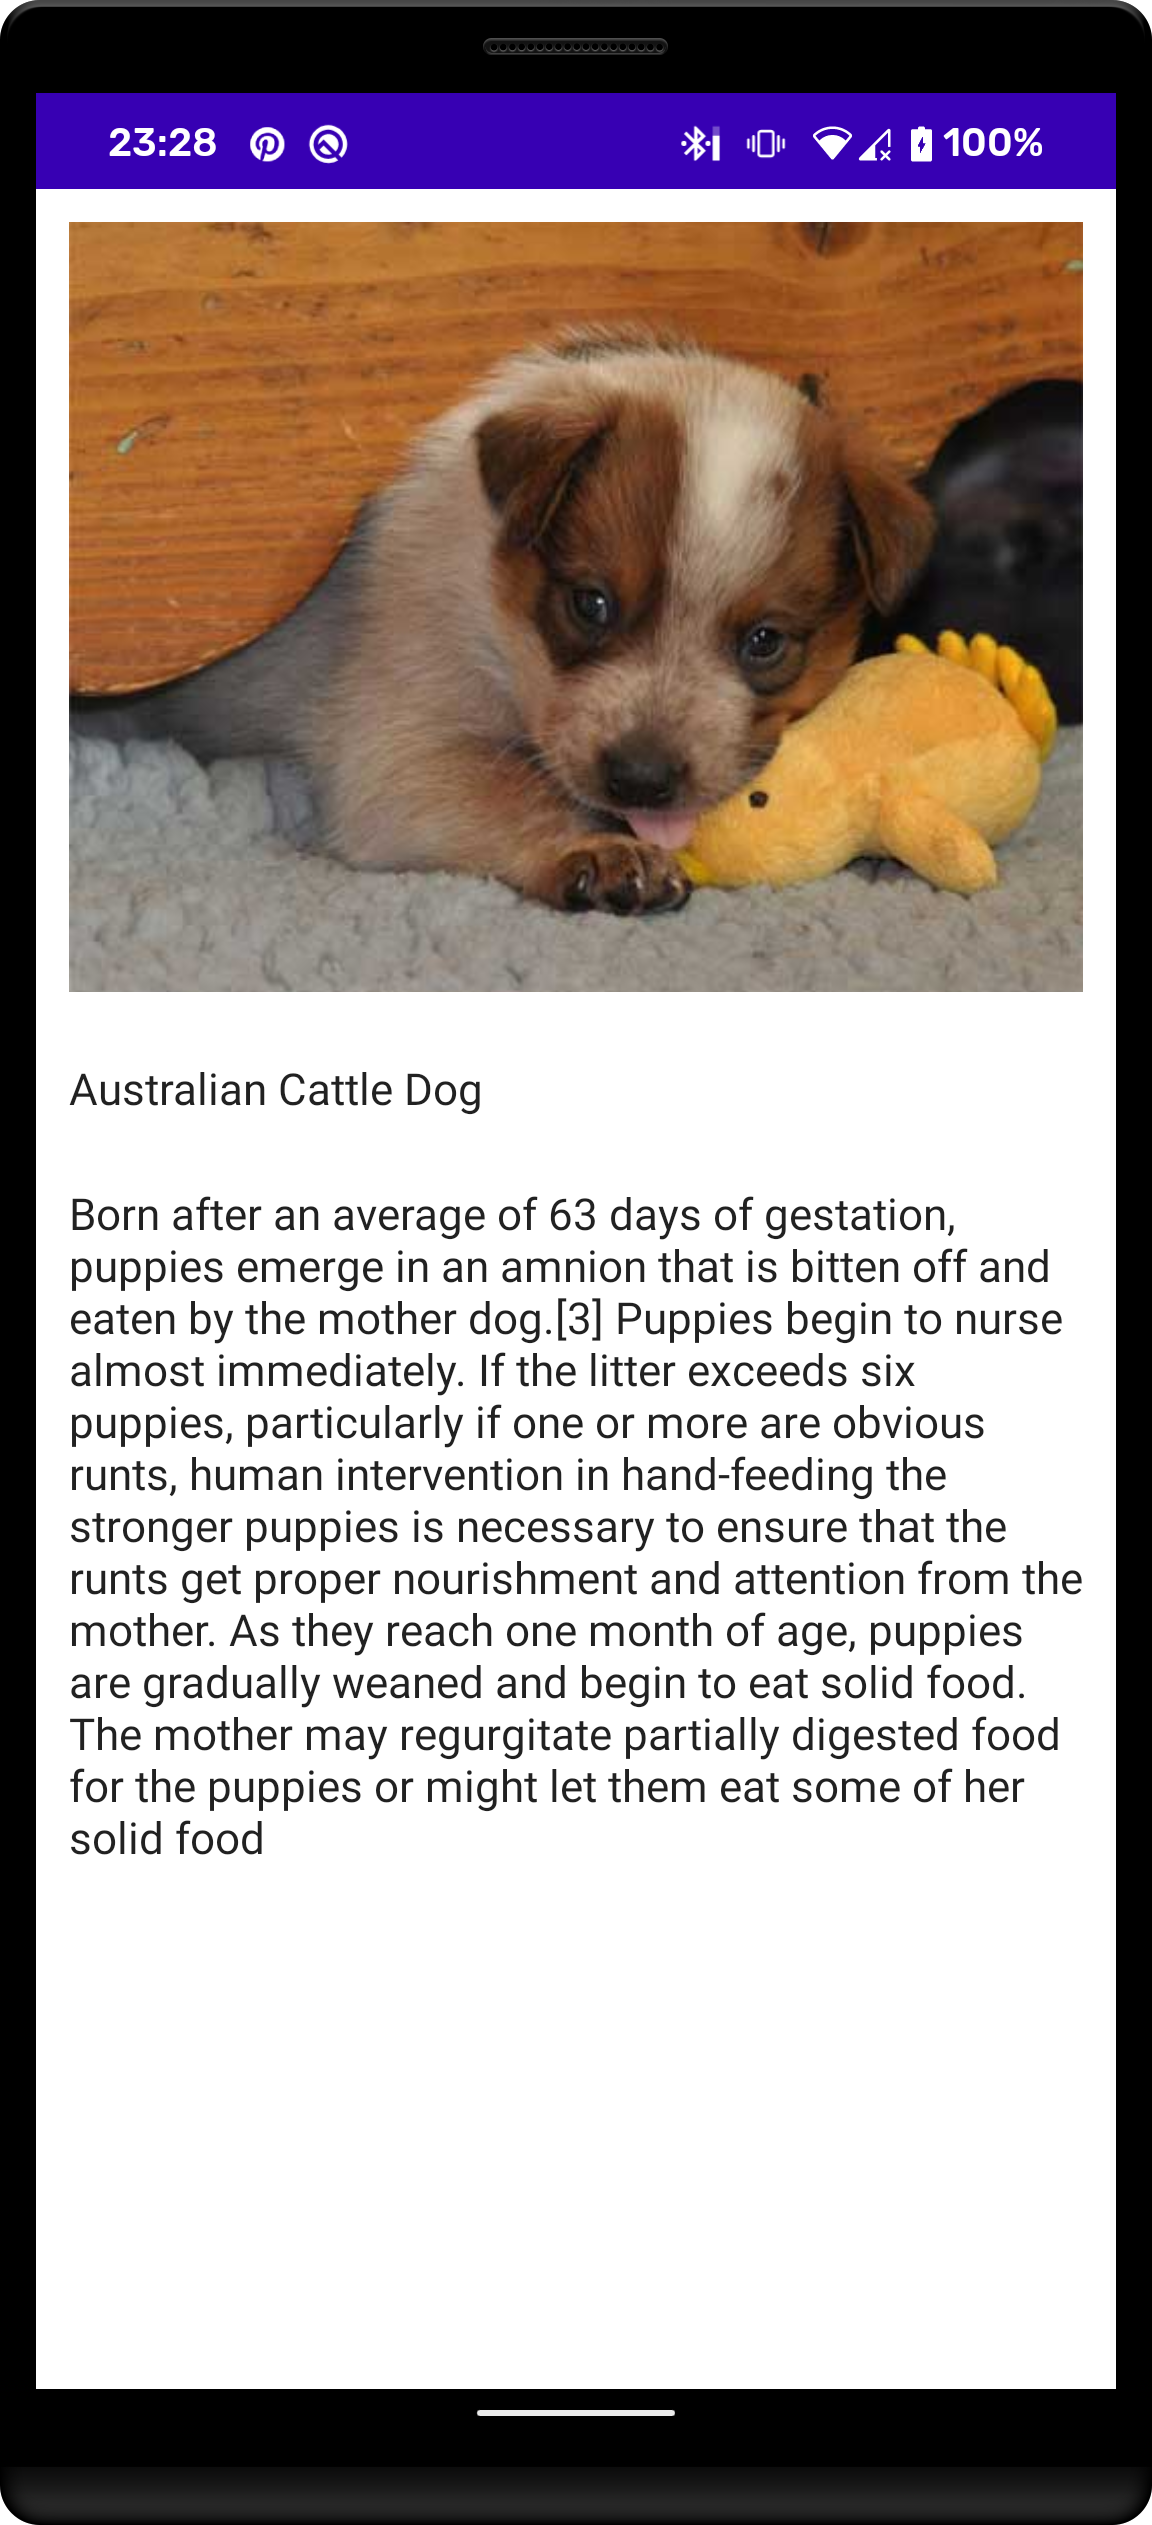 23:28
100%
Australian Cattle Dog
Born after an average of 63 days of gestation,
puppies emerge in an amnion that is bitten off and
eaten by the mother dog.[3] Puppies begin to nurse
almost immediately. If the litter exceeds six
puppies, particularly if one or more are obvious
runts, human intervention in hand-feeding the
stronger puppies is necessary to ensure that the
runts get proper nourishment and attention from the
mother. As they reach one month of age, puppies
are gradually weaned and begin to eat solid food.
The mother may regurgitate partially digested food
for the puppies or might let them eat some of her
solid food